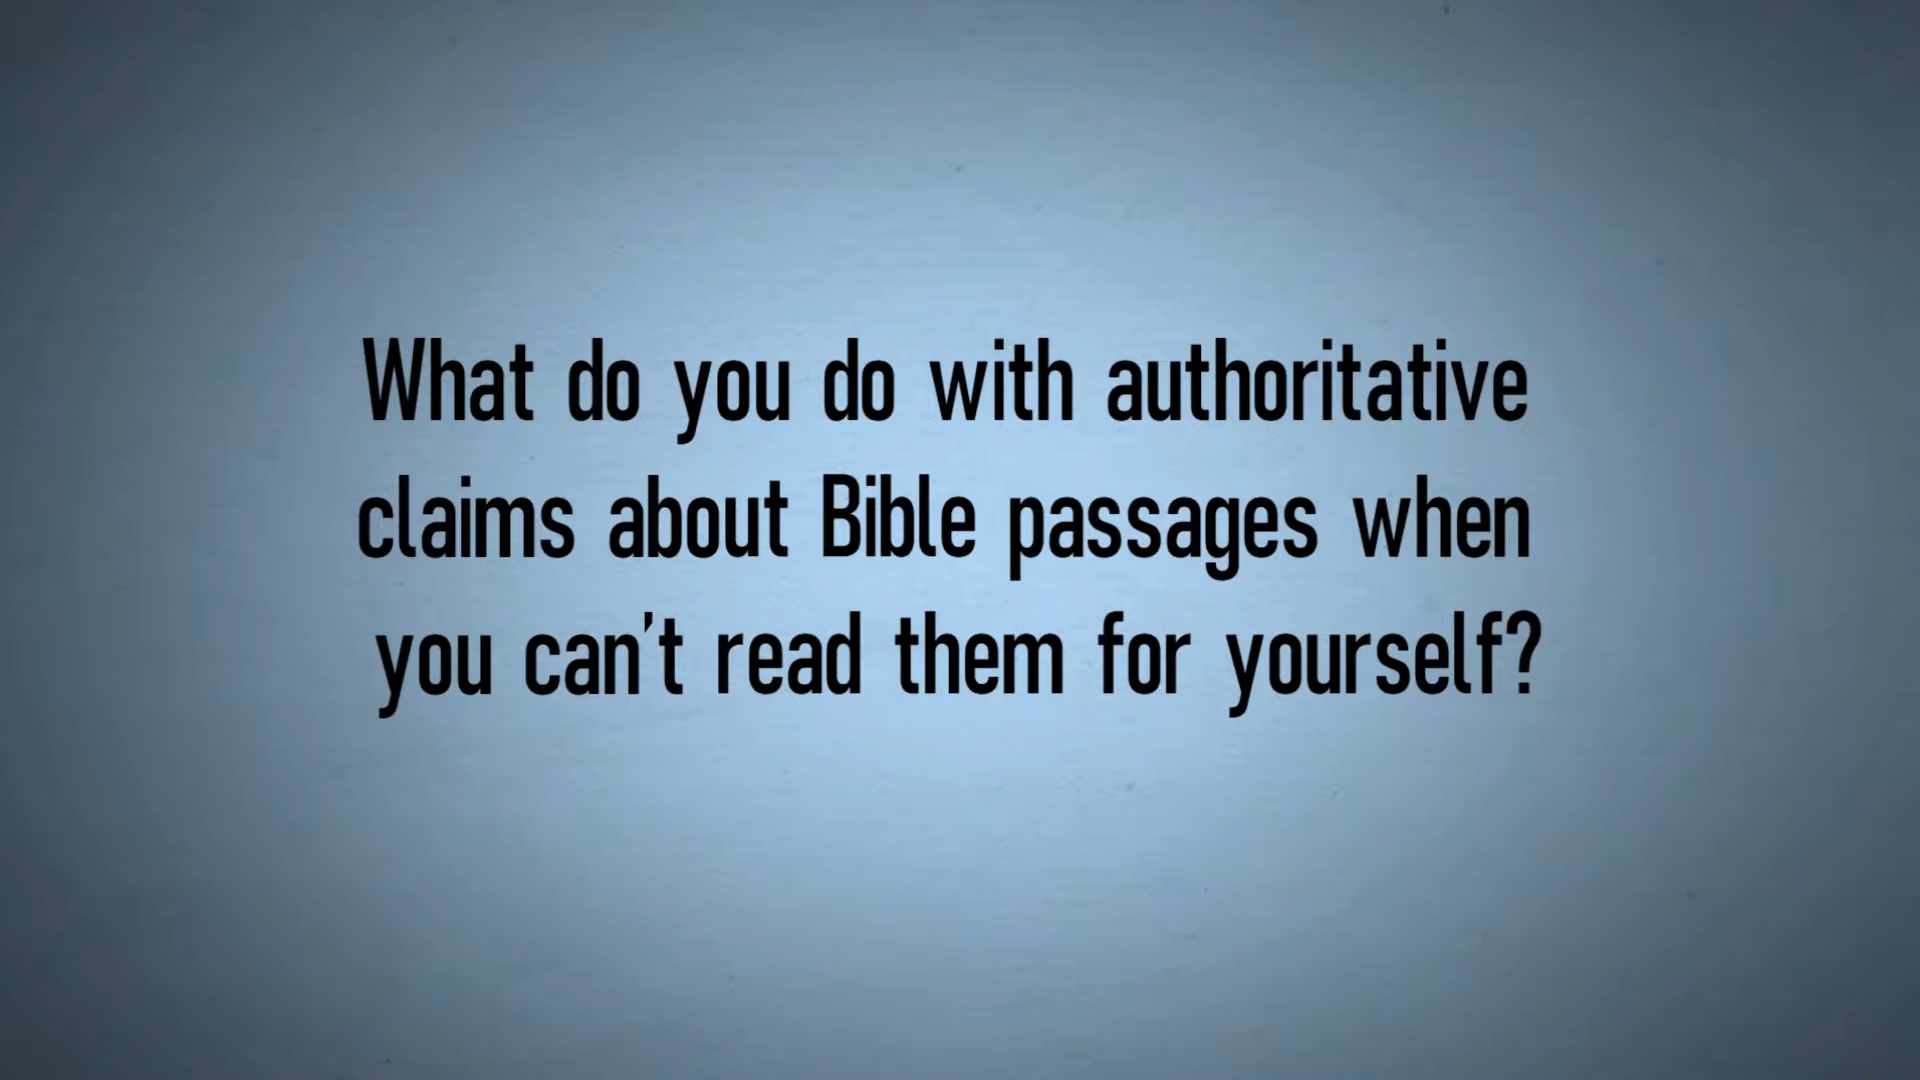 What do you do with authoritative
claims about Bible passages when
you can't read them for yourself?